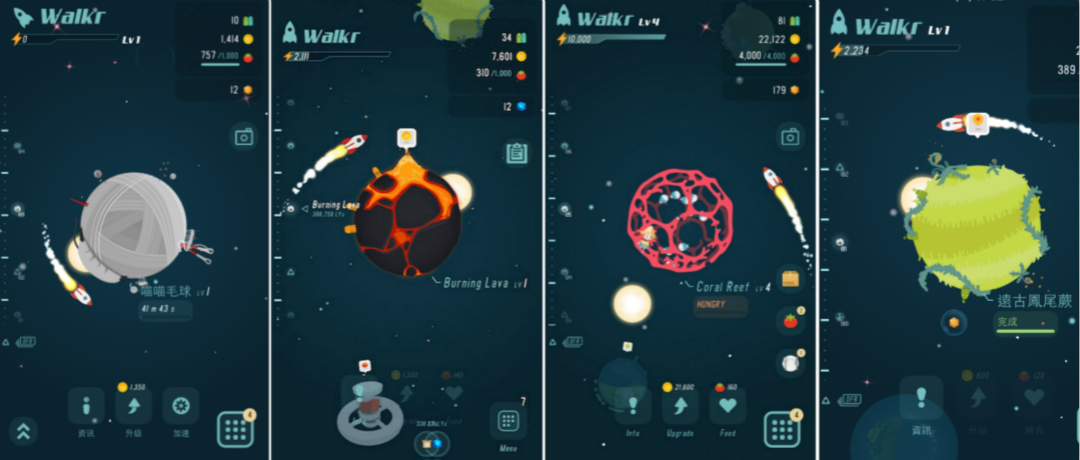 Walkr
Lv1
0
10
1,414
757/1,000
12
喵喵毛球 LV1
41 m 43 s
1,350
資訊
升級
加速
4
Walkr
2,111
34
7,601
310/1,000
12
Burning Lava
Burning Lava LV1
7
Menu
Walkr Lv4
10,000
81
22,122
4,000/4,000
179
Coral Reef LV4
HUNGRY
21,600
160
Info
Upgrade
Feed
4
Walkr
Lv1
2,234
389
遠古鳳尾蕨
完成
600
120
資訊
升級